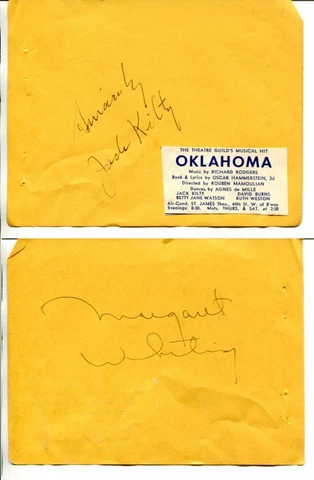 Sincerely
Jack Kilty
THE THEATRE GUILD'S MUSICAL HIT
OKLAHOMA
Music by RICHARD RODGERS
Book & Lyrics by OSCAR HAMMERSTEIN, 2d
Directed by ROUBEN MAMOULIAN
Dances by AGNES de MILLE
JACK KILTY DAVID BURNS
BETTY JANE WATSON RUTH WESTON
Air-Cond. ST. JAMES Thea., 44th St. W. of B'way
Evenings: 8:30. Mats. THURS. & SAT. at 2:30
Margaret
Whiting